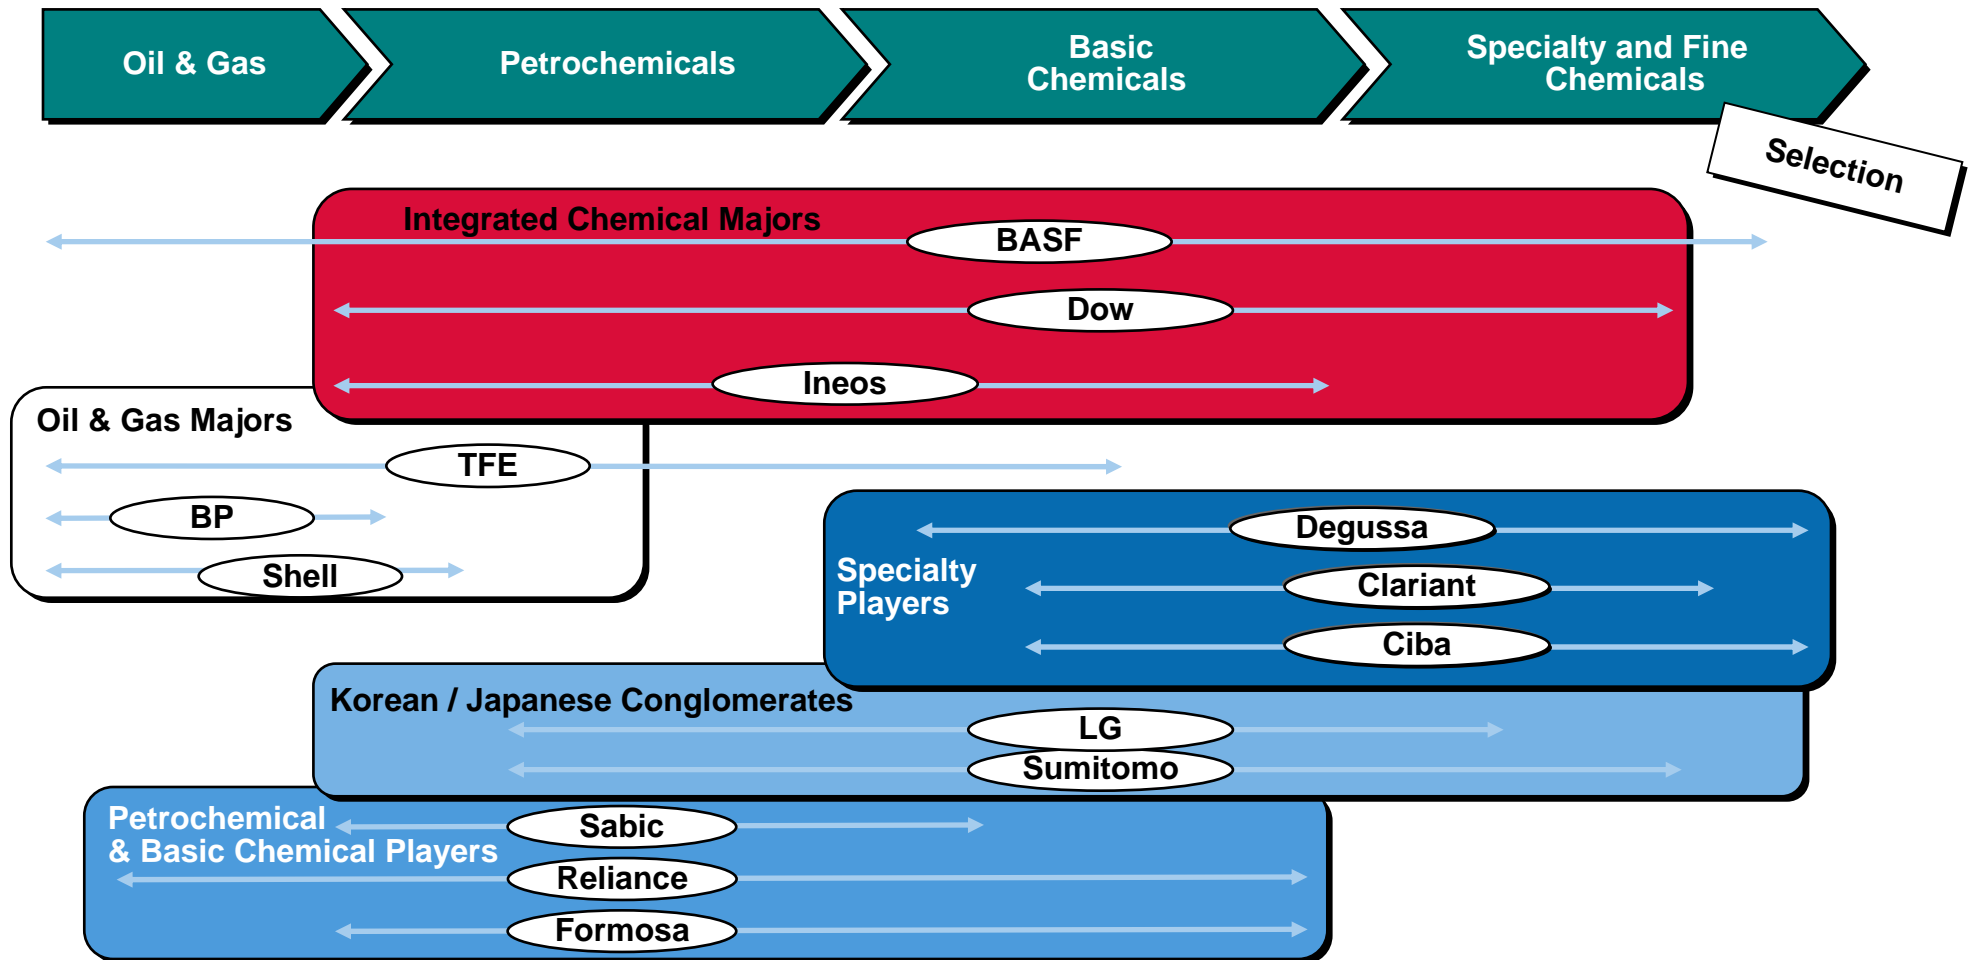 Oil & Gas
Petrochemicals
Basic
Chemicals
Specialty and Fine
Chemicals
Selection
Integrated Chemical Majors
BASF
Dow
Ineos
Oil & Gas Majors
TFE
BP
Shell
Degussa
Specialty
Players
Clariant
Ciba
Korean / Japanese Conglomerates
LG
Sumitomo
Petrochemical
& Basic Chemical Players
Sabic
Reliance
Formosa